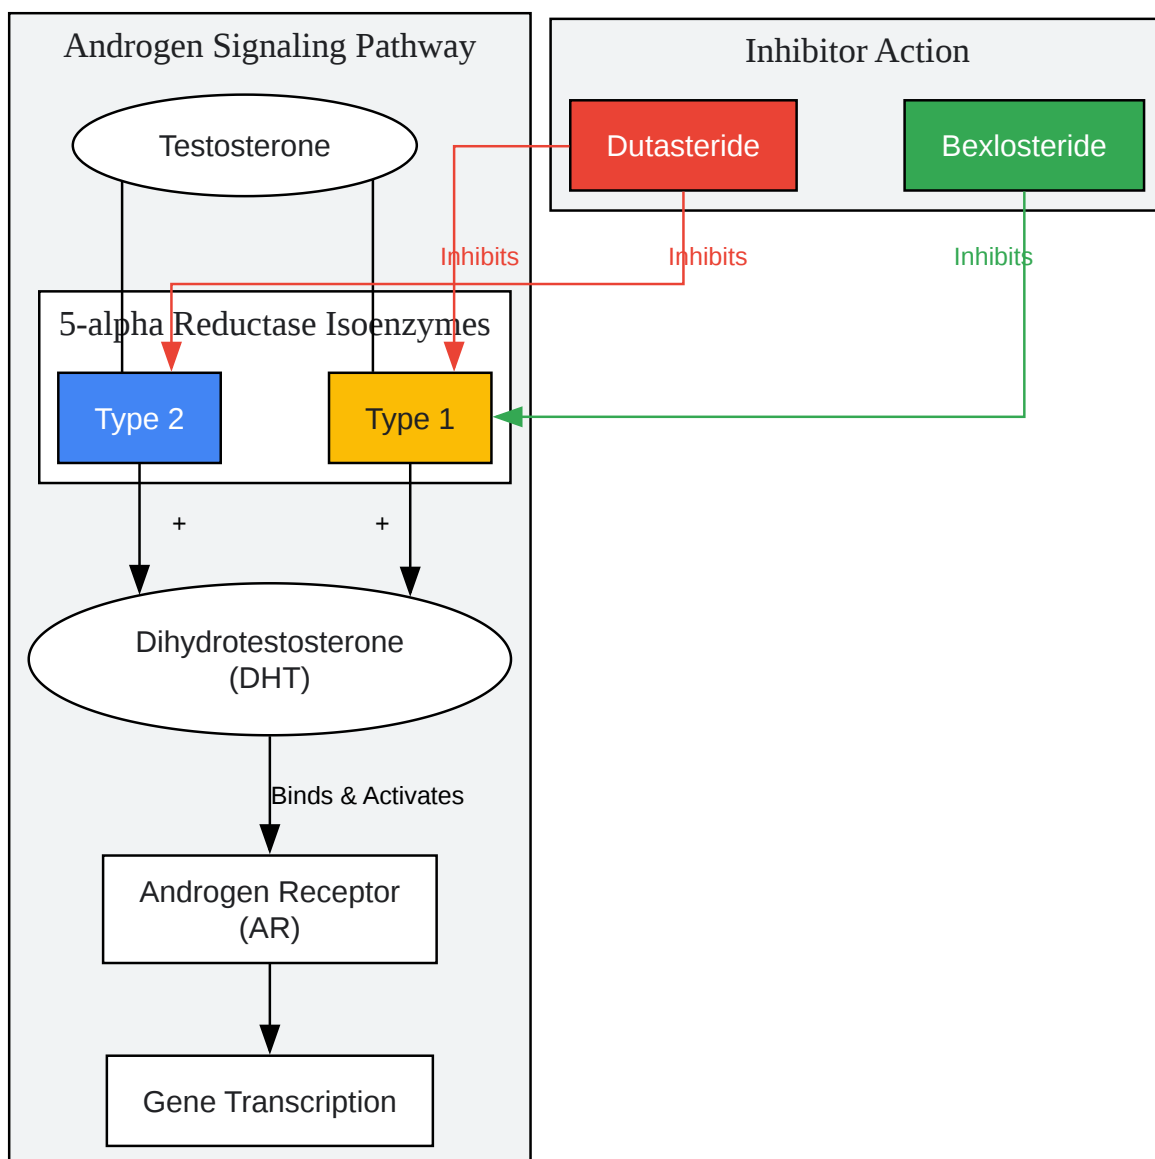 Androgen Signaling Pathway
Inhibitor Action
Testosterone
Dutasteride
Bexlosteride
Inhibits
Inhibits
Inhibits
5-alpha Reductase Isoenzymes
Type 2
Type 1
+
+
Dihydrotestosterone
(DHT)
Binds & Activates
Androgen Receptor
(AR)
Gene Transcription